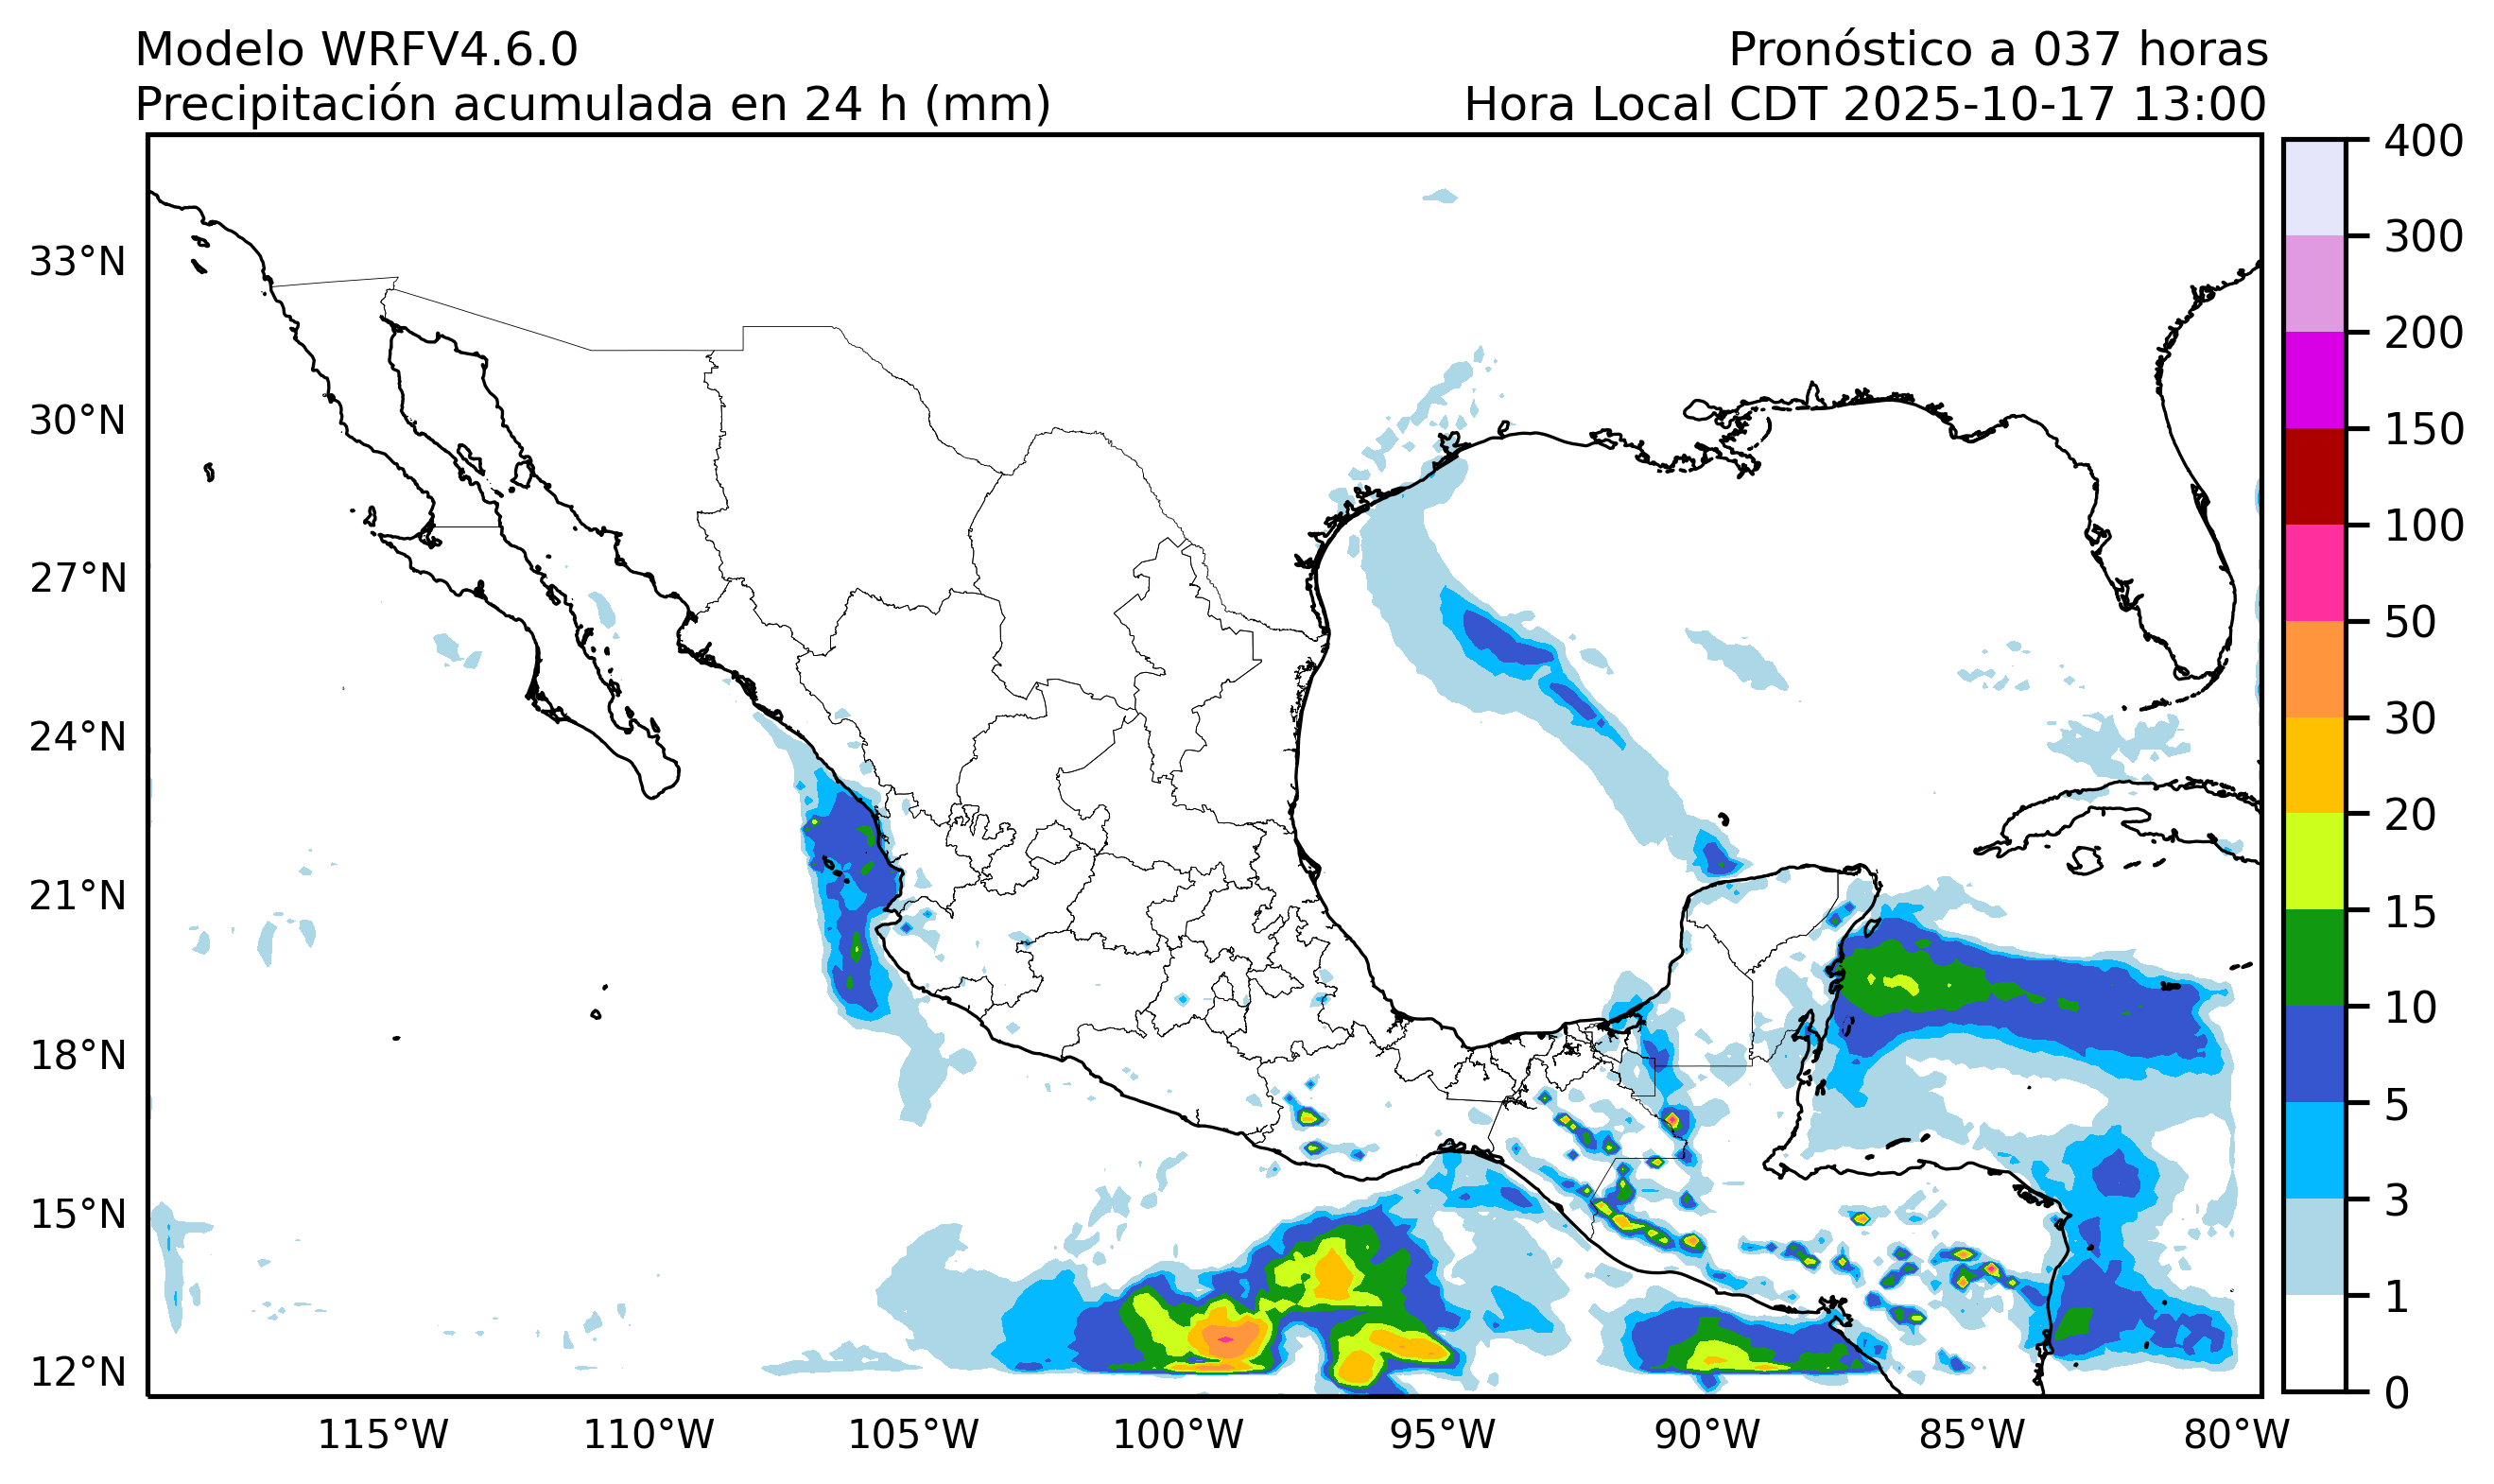 Modelo WRFV4.6.0
Pronóstico a 037 horas
Precipitación acumulada en 24 h (mm)
Hora Local CDT 2025-10-17 13:00
400
300
200
150
100
50
30
20
15
10
5
3
1
0
33°N
30°N
27°N
24°N
21°N
18°N
15°N
12°N
115°W
110°W
105°W
100°W
95°W
90°W
85°W
80°W